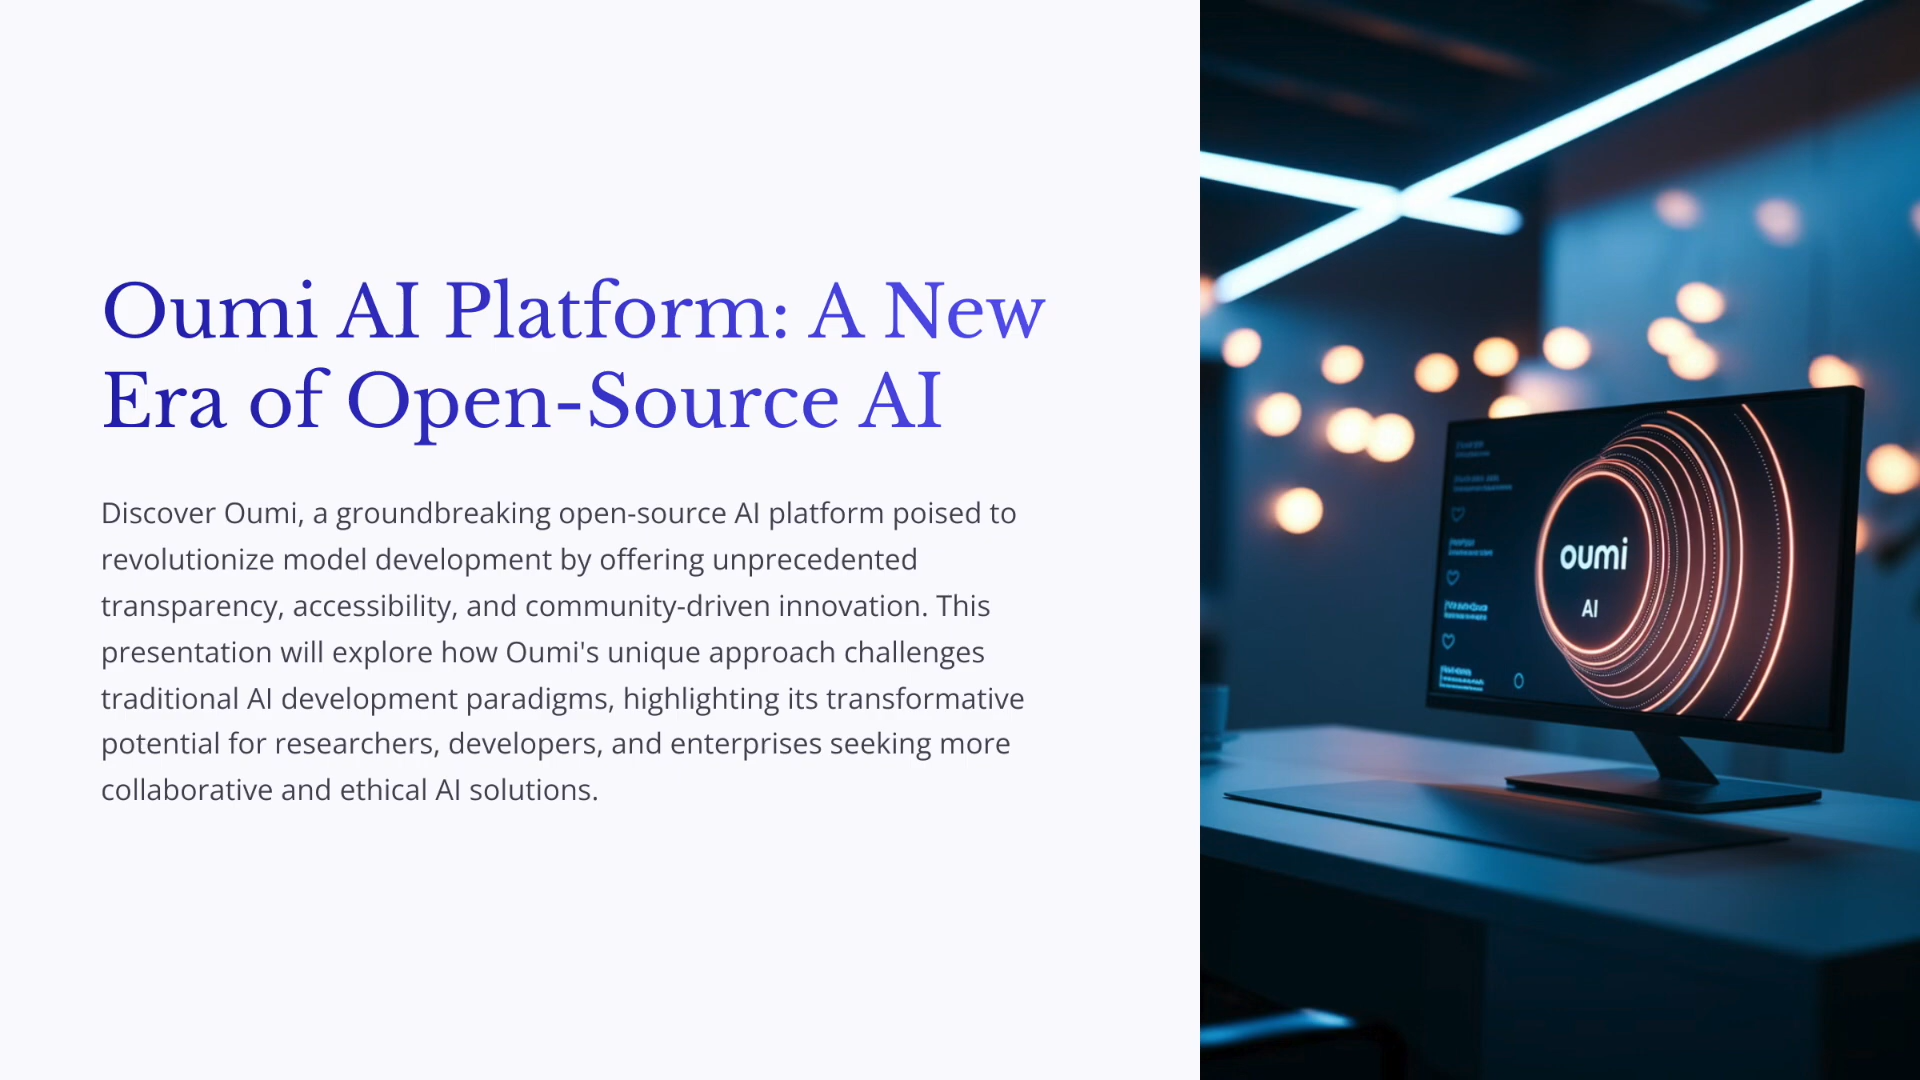 Oumi AI Platform: A New
Era of Open-Source AI
Discover Oumi, a groundbreaking open-source AI platform poised to
revolutionize model development by offering unprecedented
transparency, accessibility, and community-driven innovation. This
presentation will explore how Oumi's unique approach challenges
traditional AI development paradigms, highlighting its transformative
potential for researchers, developers, and enterprises seeking more
collaborative and ethical AI solutions.
oumi
AI